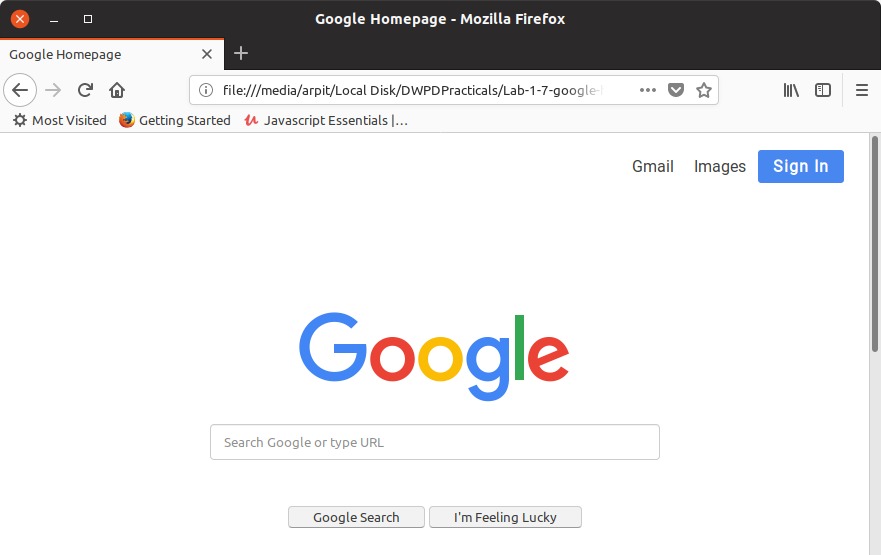 Google Homepage - Mozilla Firefox
Google Homepage
file:///media/arpit/Local Disk/DWPDPracticals/Lab-1-7-google-
Most Visited Getting Started Javascript Essentials |...
Gmail Images Sign In
Google
Search Google or type URL
Google Search I'm Feeling Lucky